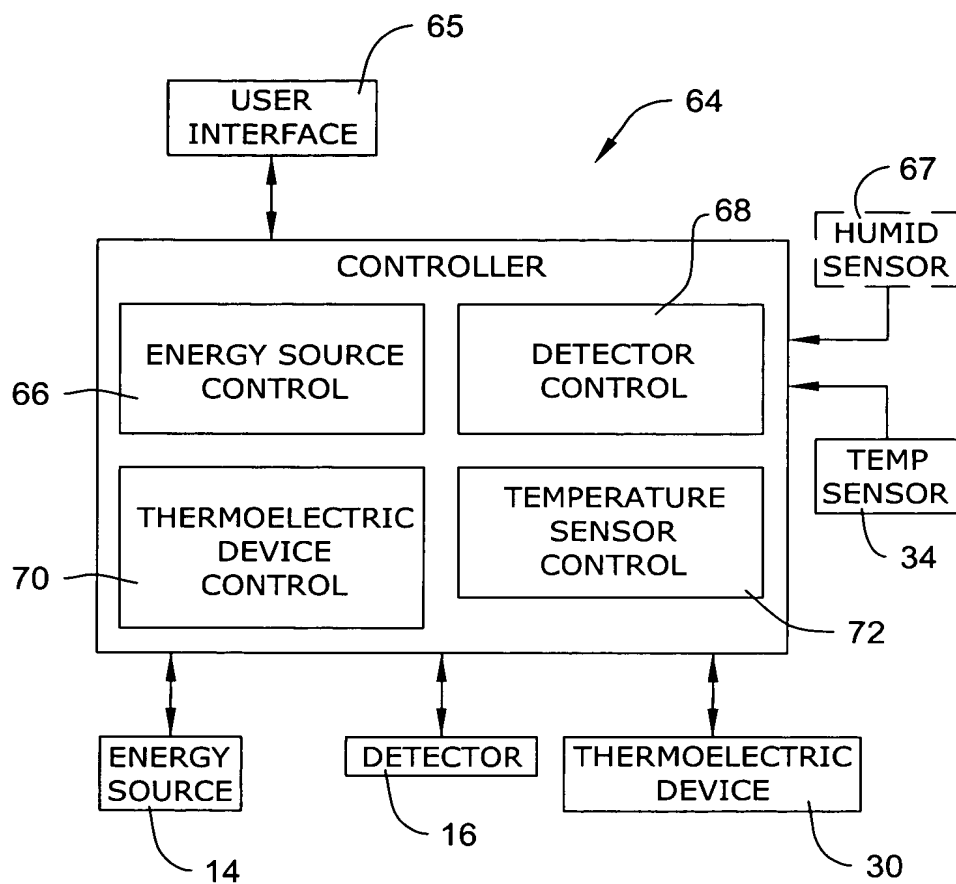 65
USER
INTERFACE
64
67
HUMID
SENSOR
68
CONTROLLER
ENERGY SOURCE
CONTROL
66
DETECTOR
CONTROL
TEMP
SENSOR
34
THERMOELECTRIC
DEVICE
CONTROL
70
TEMPERATURE
SENSOR
CONTROL
72
ENERGY
SOURCE
14
DETECTOR
16
THERMOELECTRIC
DEVICE
30